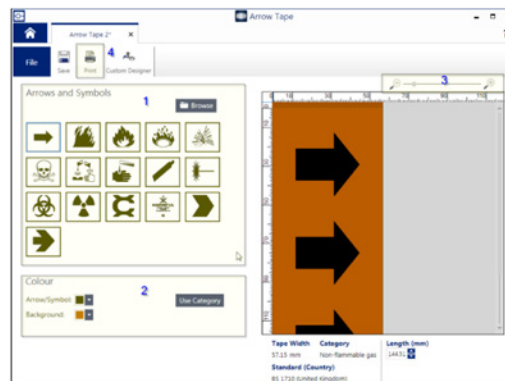 Arrow Tape
Arrow Tape 2*
File
Save
Print
4
Custom Designer
3
Arrows and Symbols
1
Browse
Colour
2
Arrow/Symbol:
Background:
Use Category
Tape Width Category Length (mm)
57.15 mm Non-flammable gas 144.51
Standard (Country)
BS 1710 (United Kingdom)